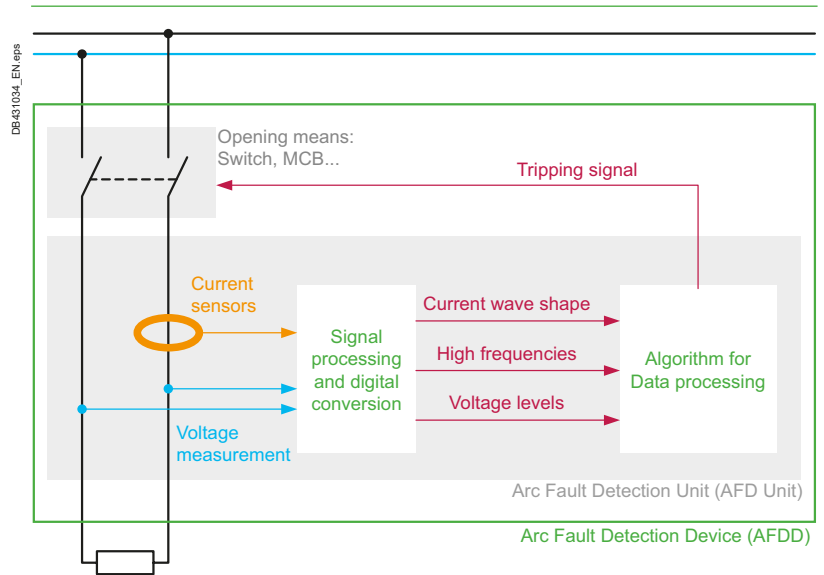 DB431034_EN.eps
Opening means:
Switch, MCB...
Tripping signal
Current
sensors
Signal
processing
and digital
conversion
Current wave shape
High frequencies
Voltage levels
Algorithm for
Data processing
Voltage
measurement
Arc Fault Detection Unit (AFD Unit)
Arc Fault Detection Device (AFDD)